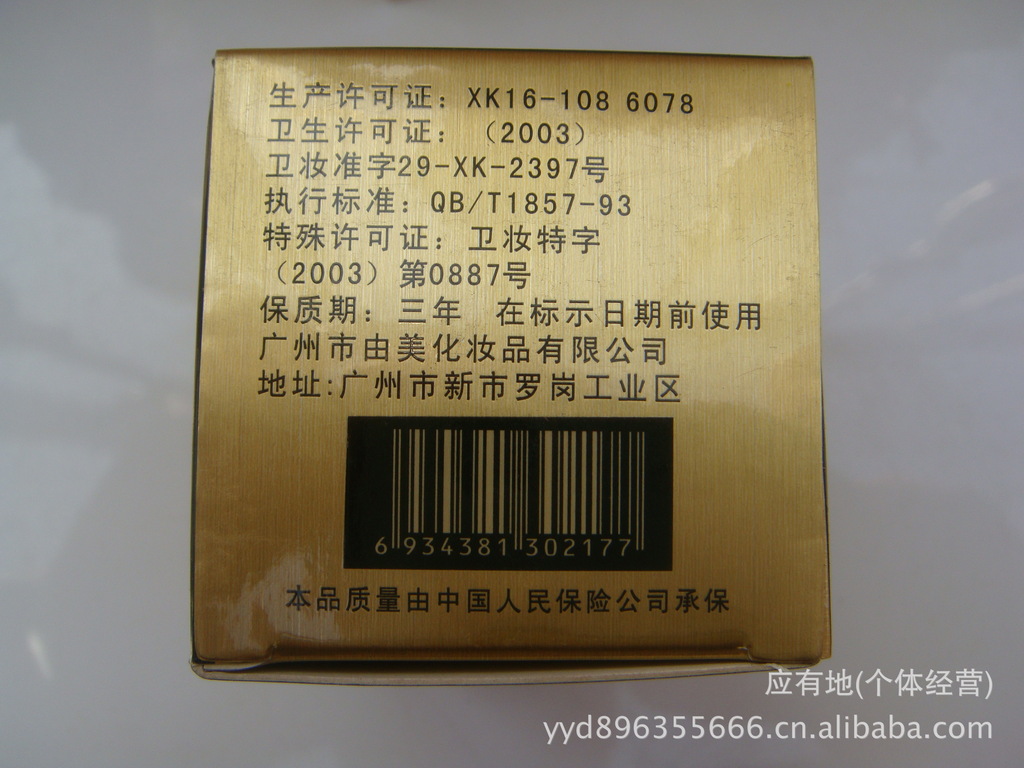 生产许可证：XK16-108 6078
卫生许可证：（2003）
卫妆准字29-XK-2397号
执行标准：QB/T1857-93
特殊许可证：卫妆特字
（2003）第0887号
保质期：三年 在标示日期前使用
广州市由美化妆品有限公司
地址:广州市新市罗岗工业区
6 934381 302177
本品质量由中国人民保险公司承保
应有地(个体经营)
yyd896355666.cn.alibaba.com